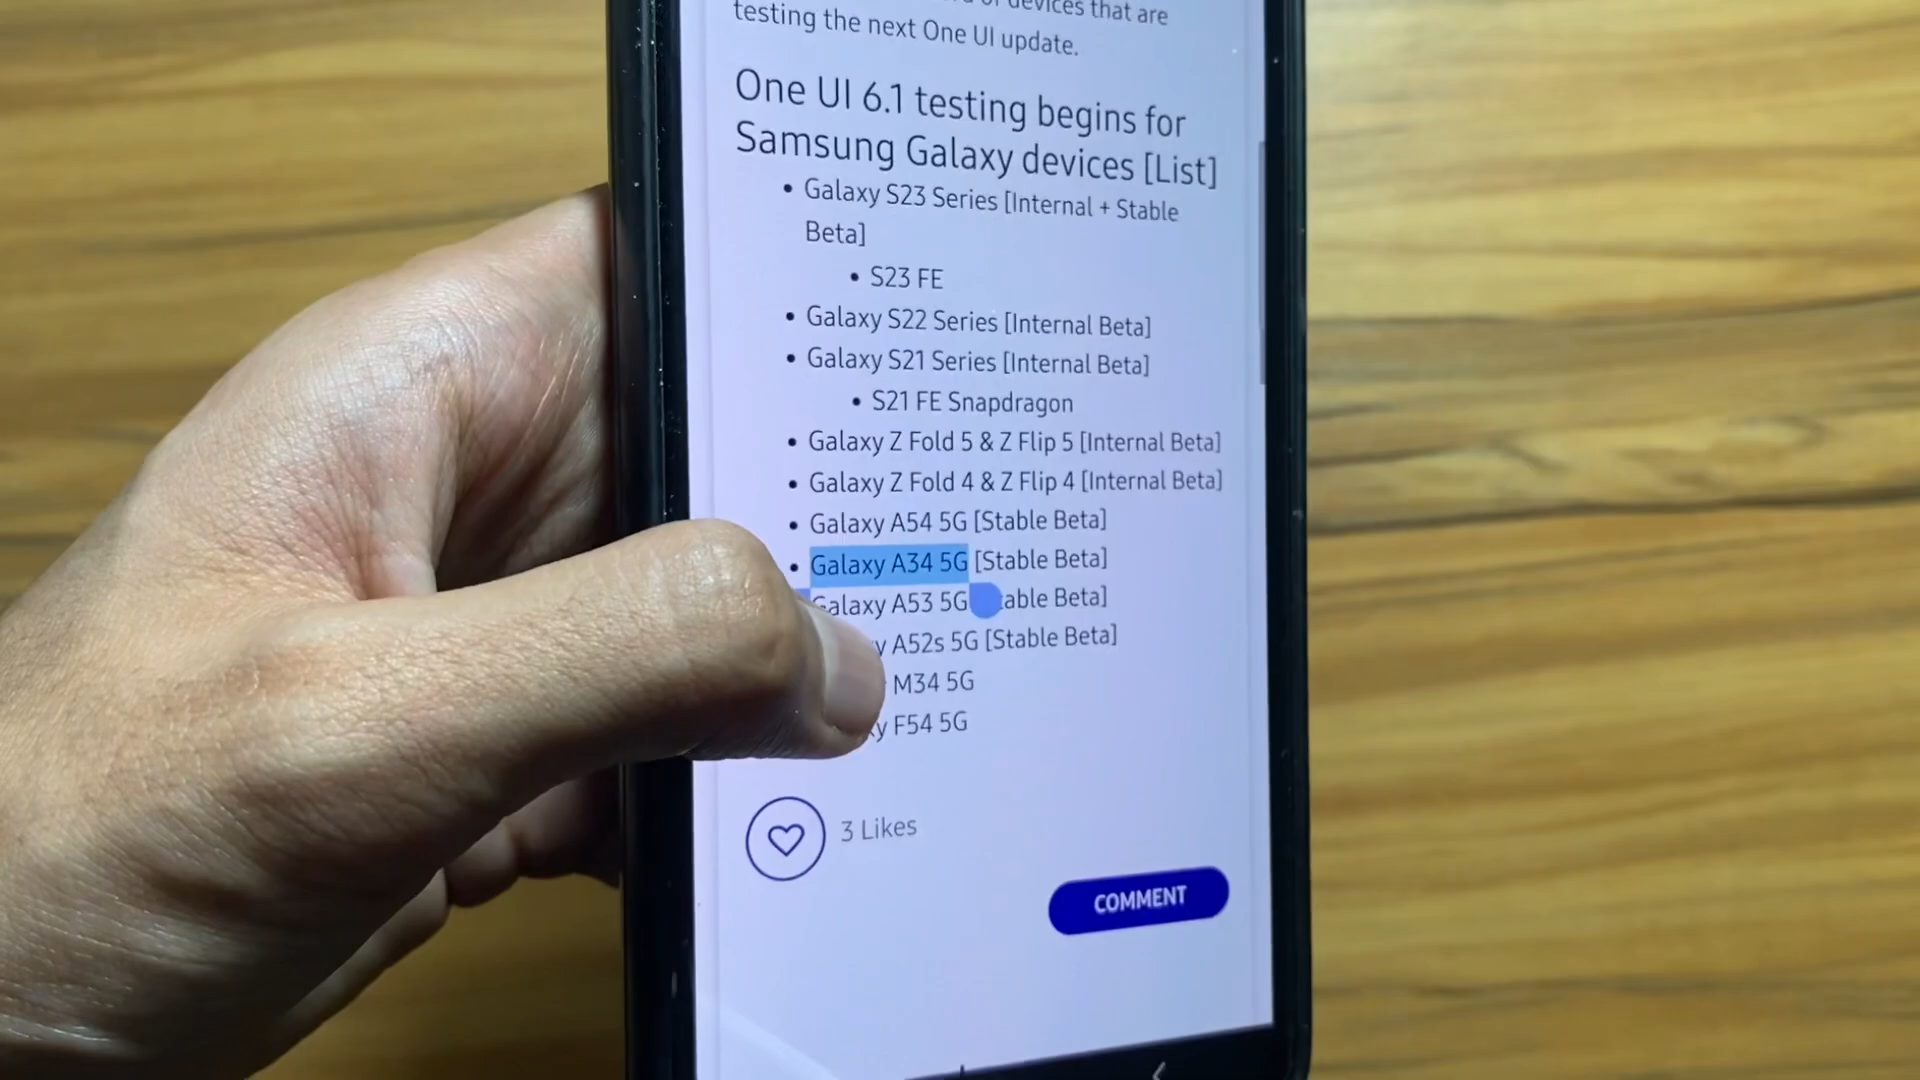 devices that are
testing the next One UI update.
One UI 6.1 testing begins for
Samsung Galaxy devices [List]
• Galaxy S23 Series [Internal + Stable
Beta]
• S23 FE
• Galaxy S22 Series [Internal Beta]
• Galaxy S21 Series [Internal Beta]
• S21 FE Snapdragon
• Galaxy Z Fold 5 & Z Flip 5 [Internal Beta]
• Galaxy Z Fold 4 & Z Flip 4 [Internal Beta]
• Galaxy A54 5G [Stable Beta]
• Galaxy A34 5G [Stable Beta]
Galaxy A53 5G table Beta]
y A52s 5G [Stable Beta]
M34 5G
y F54 5G
3 Likes
COMMENT